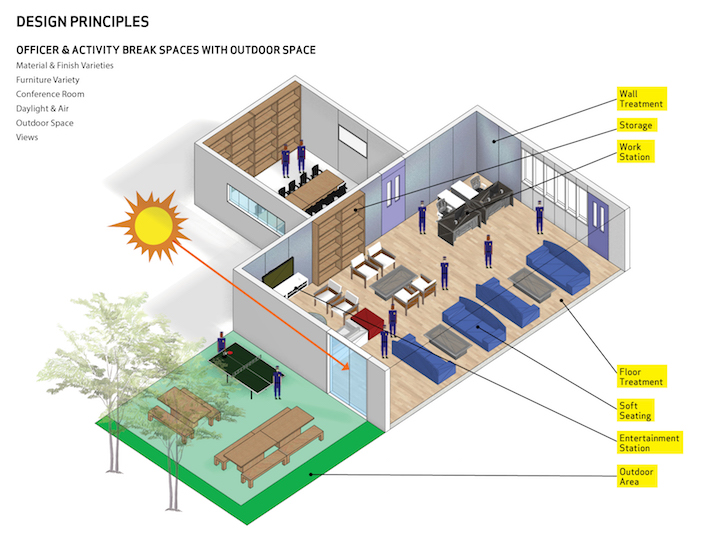 DESIGN PRINCIPLES
OFFICER & ACTIVITY BREAK SPACES WITH OUTDOOR SPACE
Material & Finish Varieties
Furniture Variety
Conference Room
Daylight & Air
Outdoor Space
Views
Wall
Treatment
Storage
Work
Station
Floor
Treatment
Soft
Seating
Entertainment
Station
Outdoor
Area